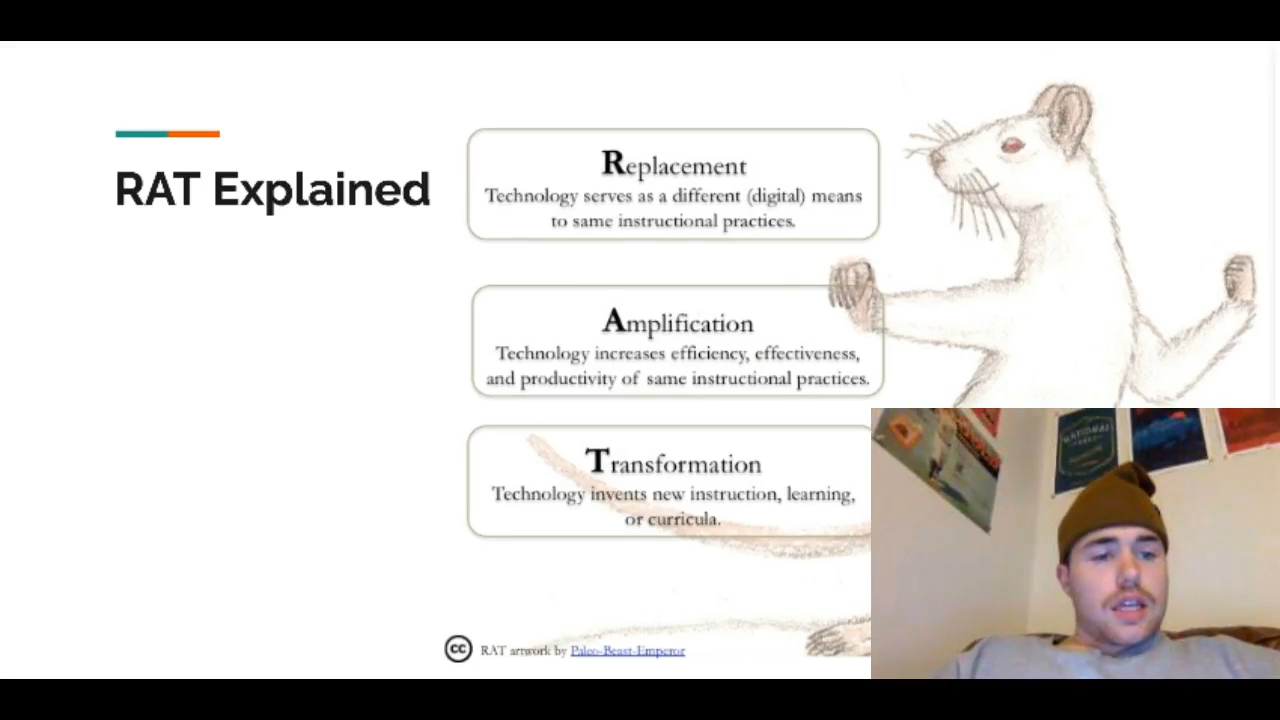 RAT Explained
Replacement
Technology serves as a different (digital) means
to same instructional practices.
Amplification
Technology increases efficiency, effectiveness,
and productivity of same instructional practices.
Transformation
Technology invents new instruction, learning,
or curricula.
cc RAT artwork by Paleo-Beast-Emperor
NATIONAL